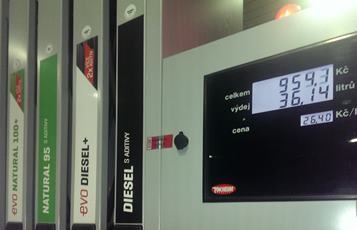 evo NATURAL 100+
NATURAL 95 S ADITIVY
evo DIESEL+
DIESEL S ADITIVY
celkem 959.1 Kč
výdej 36.14 litrů
cena 26,40 Kč/l